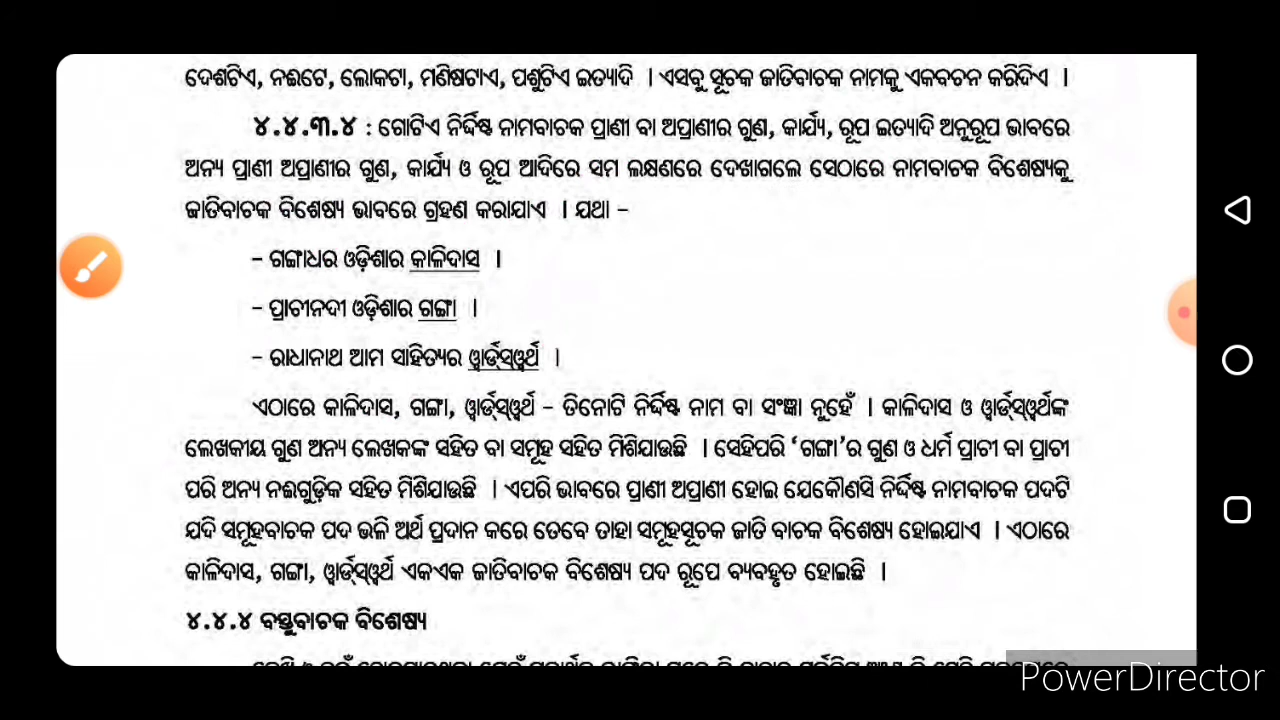 ଦେଶଟିଏ, ନଈଟେ, ଲୋକଟା, ମଣିଷଟାଏ, ପଶୁଟିଏ ଇତ୍ୟାଦି । ଏସବୁ ସୂଚକ ଜାତିବାଚକ ନାମକୁ ଏକବଚନ କରିଦିଏ ।
୪.୪.୩.୪ : ଗୋଟିଏ ନିର୍ଦ୍ଦିଷ୍ଟ ନାମବାଚକ ପ୍ରାଣୀ ବା ଅପ୍ରାଣୀର ଗୁଣ, କାର୍ଯ୍ୟ, ରୂପ ଇତ୍ୟାଦି ଅନୁରୂପ ଭାବରେ
ଅନ୍ୟ ପ୍ରାଣୀ ଅପ୍ରାଣୀର ଗୁଣ, କାର୍ଯ୍ୟ ଓ ରୂପ ଆଦିରେ ସମ ଲକ୍ଷଣରେ ଦେଖାଗଲେ ସେଠାରେ ନାମବାଚକ ବିଶେଷ୍ୟକୁ
ଜାତିବାଚକ ବିଶେଷ୍ୟ ଭାବରେ ଗ୍ରହଣ କରାଯାଏ । ଯଥା –
– ଗଙ୍ଗାଧର ଓଡ଼ିଶାର କାଳିଦାସ ।
– ପ୍ରାଚୀନଦୀ ଓଡ଼ିଶାର ଗଙ୍ଗା ।
– ରାଧାନାଥ ଆମ ସାହିତ୍ୟର ୱାର୍ଡ୍‌ସ୍‌ୱର୍ଥ ।
ଏଠାରେ କାଳିଦାସ, ଗଙ୍ଗା, ୱାର୍ଡ୍‌ସ୍‌ୱର୍ଥ – ତିନୋଟି ନିର୍ଦ୍ଦିଷ୍ଟ ନାମ ବା ସଂଜ୍ଞା ନୁହେଁ । କାଳିଦାସ ଓ ୱାର୍ଡ୍‌ସ୍‌ୱର୍ଥଙ୍କ
ଲେଖକୀୟ ଗୁଣ ଅନ୍ୟ ଲେଖକଙ୍କ ସହିତ ବା ସମୂହ ସହିତ ମିଶିଯାଉଛି । ସେହିପରି ‘ଗଙ୍ଗା’ର ଗୁଣ ଓ ଧର୍ମ ପ୍ରାଚୀ ବା ପ୍ରାଚୀ
ପରି ଅନ୍ୟ ନଈଗୁଡ଼ିକ ସହିତ ମିଶିଯାଉଛି । ଏପରି ଭାବରେ ପ୍ରାଣୀ ଅପ୍ରାଣୀ ହୋଇ ଯେକୌଣସି ନିର୍ଦ୍ଦିଷ୍ଟ ନାମବାଚକ ପଦଟି
ଯଦି ସମୂହବାଚକ ପଦ ଭଳି ଅର୍ଥ ପ୍ରଦାନ କରେ ତେବେ ତାହା ସମୂହସୂଚକ ଜାତି ବାଚକ ବିଶେଷ୍ୟ ହୋଇଯାଏ । ଏଠାରେ
କାଳିଦାସ, ଗଙ୍ଗା, ୱାର୍ଡ୍‌ସ୍‌ୱର୍ଥ ଏକଏକ ଜାତିବାଚକ ବିଶେଷ୍ୟ ପଦ ରୂପେ ବ୍ୟବହୃତ ହୋଇଛି ।
୪.୪.୪ ବସ୍ତୁବାଚକ ବିଶେଷ୍ୟ
PowerDirector